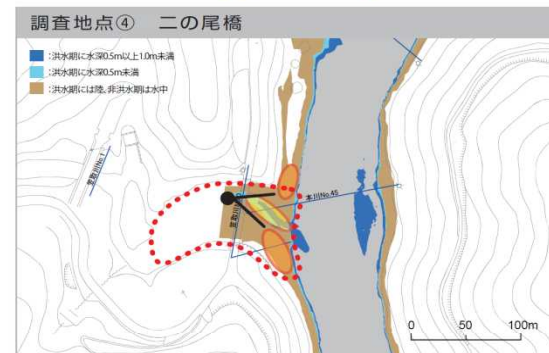 調査地点④ 二の尾橋
:洪水期に水深0.5m以上1.0m未満
:洪水期に水深0.5m未満
:洪水期には陸、非洪水期は水中
本川No.45
0 50 100m